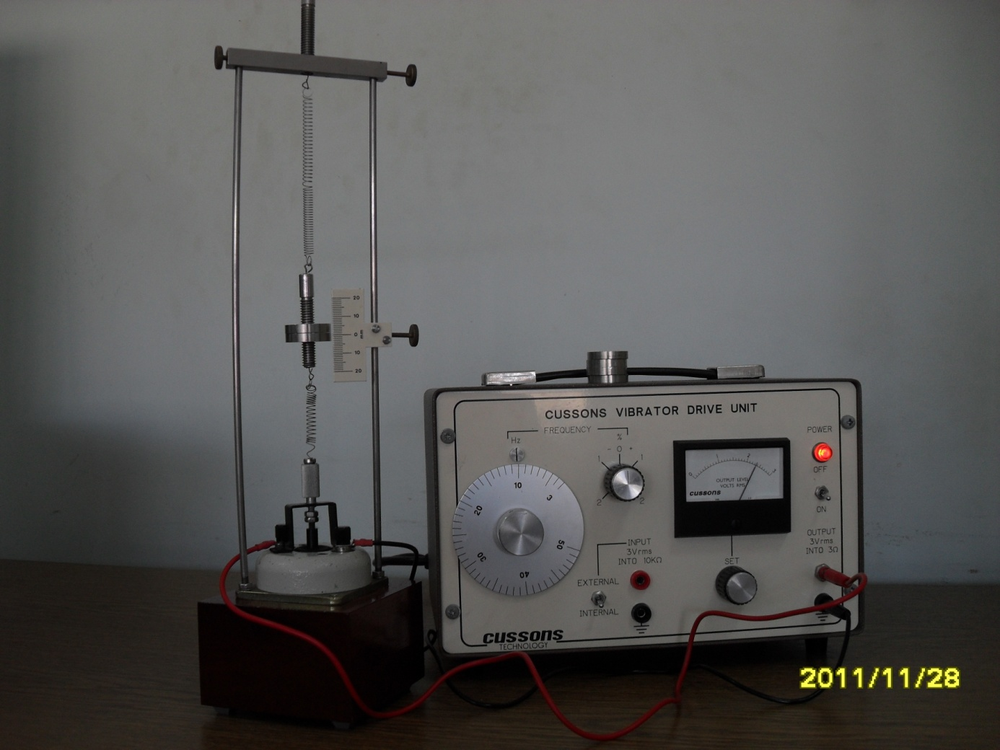 20
10
0
mm
10
20
CUSSONS VIBRATOR DRIVE UNIT
FREQUENCY
Hz
%
- 0 +
1 1
2 2
10
3
20
50
30
40
0 1 2 3
OUTPUT LEVEL
VOLTS RMS
cussons
POWER
OFF
ON
INPUT
3Vrms
INTO 10KΩ
EXTERNAL
INTERNAL
SET
OUTPUT
3Vrms
INTO 3Ω
cussons
TECHNOLOGY
2011/11/28